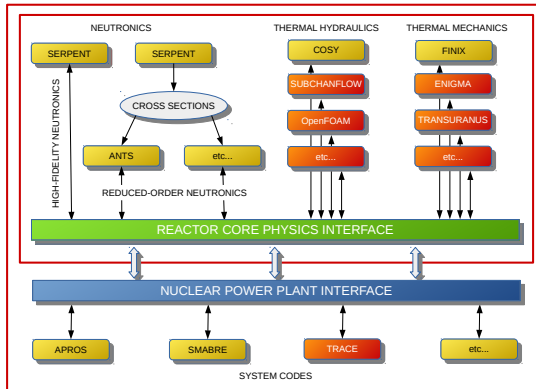 NEUTRONICS
THERMAL HYDRAULICS
THERMAL MECHANICS
SERPENT
SERPENT
COSY
FINIX
SUBCHANFLOW
ENIGMA
CROSS SECTIONS
OpenFOAM
TRANSURANUS
HIGH-FIDELITY NEUTRONICS
ANTS
etc...
etc...
etc...
REDUCED-ORDER NEUTRONICS
REACTOR CORE PHYSICS INTERFACE
NUCLEAR POWER PLANT INTERFACE
APROS
SMABRE
TRACE
etc...
SYSTEM CODES